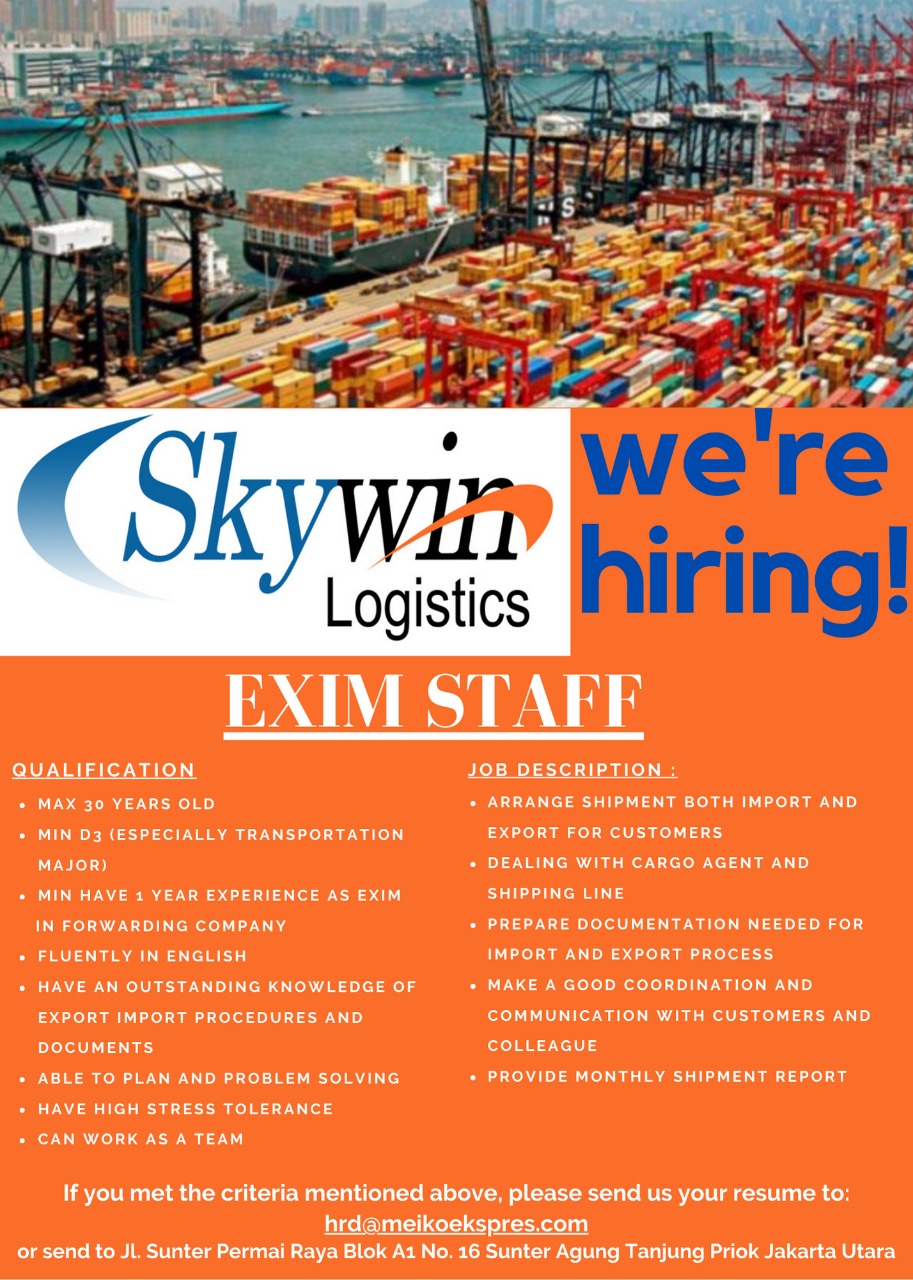 Skywin
Logistics
we're
hiring!
EXIM STAFF
QUALIFICATION
• MAX 30 YEARS OLD
• MIN D3 (ESPECIALLY TRANSPORTATION
MAJOR)
• MIN HAVE 1 YEAR EXPERIENCE AS EXIM
IN FORWARDING COMPANY
• FLUENTLY IN ENGLISH
• HAVE AN OUTSTANDING KNOWLEDGE OF
EXPORT IMPORT PROCEDURES AND
DOCUMENTS
• ABLE TO PLAN AND PROBLEM SOLVING
• HAVE HIGH STRESS TOLERANCE
• CAN WORK AS A TEAM
JOB DESCRIPTION :
• ARRANGE SHIPMENT BOTH IMPORT AND
EXPORT FOR CUSTOMERS
• DEALING WITH CARGO AGENT AND
SHIPPING LINE
• PREPARE DOCUMENTATION NEEDED FOR
IMPORT AND EXPORT PROCESS
• MAKE A GOOD COORDINATION AND
COMMUNICATION WITH CUSTOMERS AND
COLLEAGUE
• PROVIDE MONTHLY SHIPMENT REPORT
If you met the criteria mentioned above, please send us your resume to:
hrd@meikoekspres.com
or send to Jl. Sunter Permai Raya Blok A1 No. 16 Sunter Agung Tanjung Priok Jakarta Utara